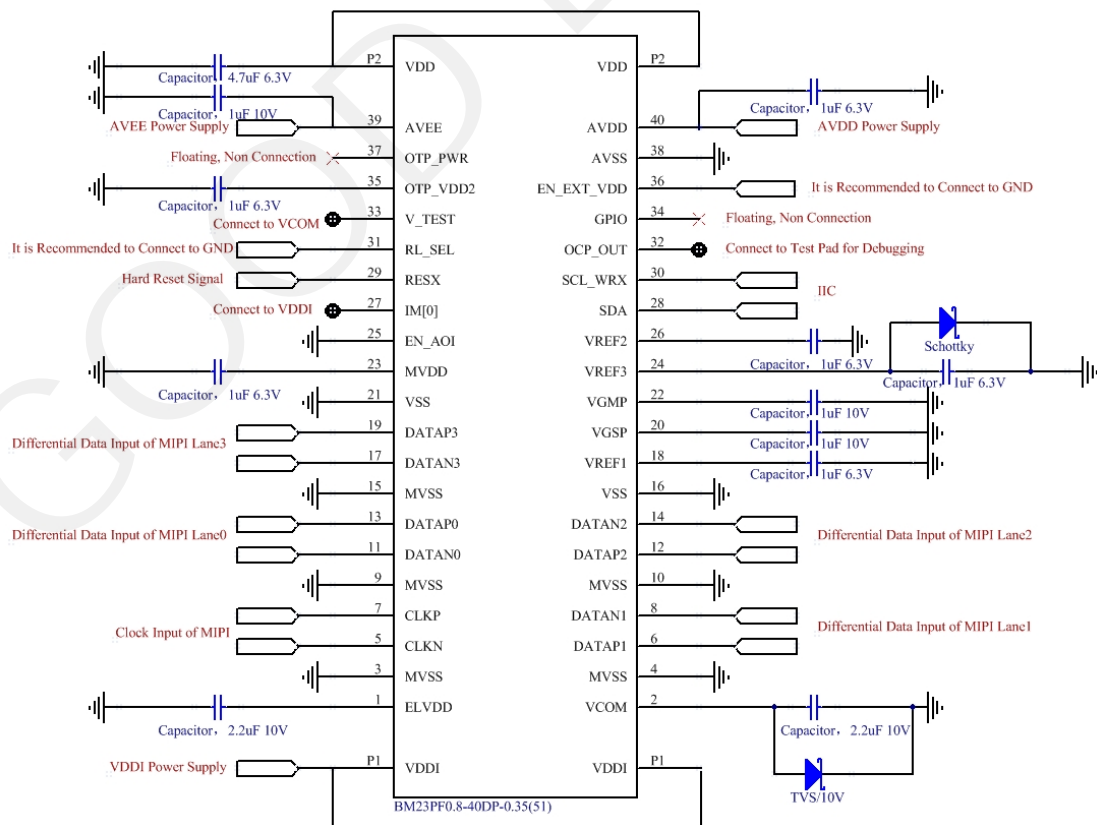 GOOD
P2 VDD VDD P2
Capacitor, 4.7uF 6.3V
Capacitor, 1uF 10V
Capacitor, 1uF 6.3V
AVEE Power Supply 39 AVEE AVDD 40 AVDD Power Supply
Floating, Non Connection 37 OTP_PWR AVSS 38
35 OTP_VDD2 EN_EXT_VDD 36 It is Recommended to Connect to GND
Capacitor, 1uF 6.3V
Connect to VCOM 33 V_TEST GPIO 34 Floating, Non Connection
It is Recommended to Connect to GND 31 RL_SEL OCP_OUT 32 Connect to Test Pad for Debugging
Hard Reset Signal 29 RESX SCL_WRX 30
IIC
Connect to VDDI 27 IM[0] SDA 28
25 EN_AOI VREF2 26
Schottky
Capacitor, 1uF 6.3V
23 MVDD VREF3 24
Capacitor, 1uF 6.3V
Capacitor, 1uF 6.3V
21 VSS VGMP 22
Capacitor, 1uF 10V
19 DATAP3 VGSP 20
Differential Data Input of MIPI Lane3
Capacitor, 1uF 10V
17 DATAN3 VREF1 18
Capacitor, 1uF 6.3V
15 MVSS VSS 16
13 DATAP0 DATAN2 14
Differential Data Input of MIPI Lane0 Differential Data Input of MIPI Lane2
11 DATAN0 DATAP2 12
9 MVSS MVSS 10
7 CLKP DATAN1 8
Clock Input of MIPI Differential Data Input of MIPI Lane1
5 CLKN DATAP1 6
3 MVSS MVSS 4
1 ELVDD VCOM 2
Capacitor, 2.2uF 10V Capacitor, 2.2uF 10V
VDDI Power Supply P1 VDDI VDDI P1
TVS/10V
BM23PF0.8-40DP-0.35(51)